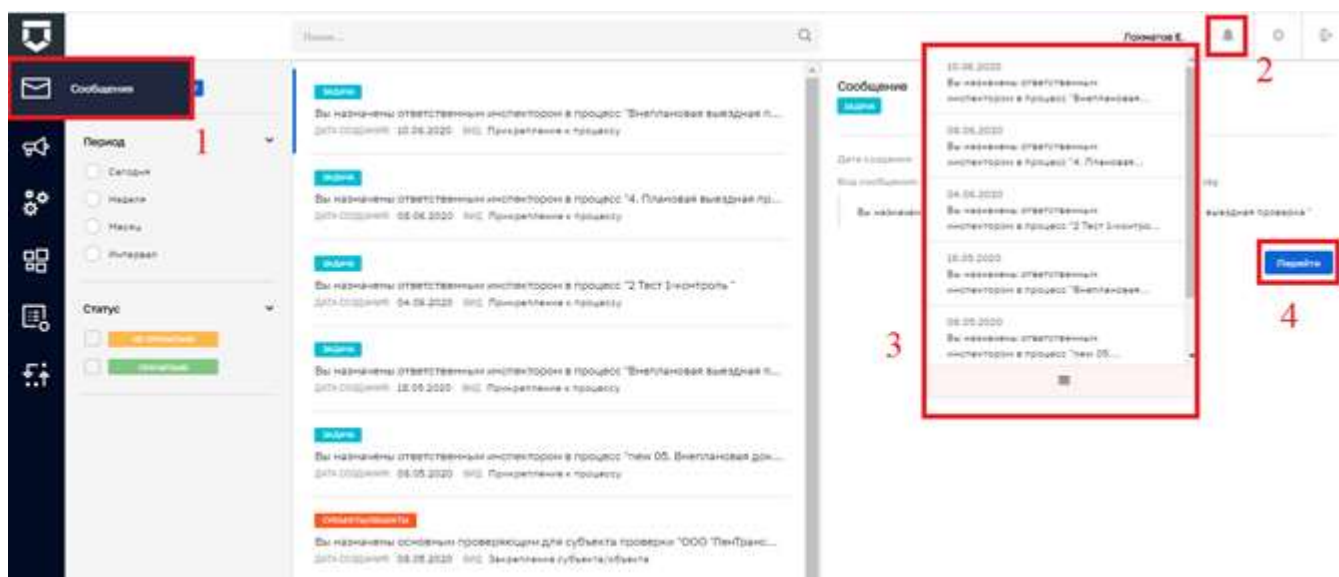 Поиск...
Лохматов Е.
2
Сообщения
1
Период
Сегодня
Неделя
Месяц
Интервал
Статус
НЕ ПРОЧИТАНО
ПРОЧИТАНО
ЗАДАЧА
Вы назначены ответственным инспектором в процесс "Внеплановая выездная п...
ДАТА СОЗДАНИЯ: 10.06.2020 ВИД: Прикрепление к процессу
ЗАДАЧА
Вы назначены ответственным инспектором в процесс "4. Плановая выездная пр...
ДАТА СОЗДАНИЯ: 08.06.2020 ВИД: Прикрепление к процессу
ЗАДАЧА
Вы назначены ответственным инспектором в процесс "2 Тест 1-контроль "
ДАТА СОЗДАНИЯ: 04.06.2020 ВИД: Прикрепление к процессу
ЗАДАЧА
Вы назначены ответственным инспектором в процесс "Внеплановая выездная п...
ДАТА СОЗДАНИЯ: 18.05.2020 ВИД: Прикрепление к процессу
ЗАДАЧА
Вы назначены ответственным инспектором в процесс "new 05. Внеплановая док...
ДАТА СОЗДАНИЯ: 08.05.2020 ВИД: Прикрепление к процессу
СУБЪЕКТЫ/ОБЪЕКТЫ
Вы назначены основным проверяющим для субъекта проверки "ООО "ЛенТранс...
ДАТА СОЗДАНИЯ: 08.05.2020 ВИД: Закрепление субъекта/объекта
Сообщение
ЗАДАЧА
Дата создания
Вид сообщения
Вы назначен
выездная проверка "
Перейти
4
10.06.2020
Вы назначены ответственным
инспектором в процесс "Внеплановая...
08.06.2020
Вы назначены ответственным
инспектором в процесс "4. Плановая...
04.06.2020
Вы назначены ответственным
инспектором в процесс "2 Тест 1-контро...
18.05.2020
Вы назначены ответственным
инспектором в процесс "Внеплановая...
08.05.2020
Вы назначены ответственным
инспектором в процесс "new 05....
3